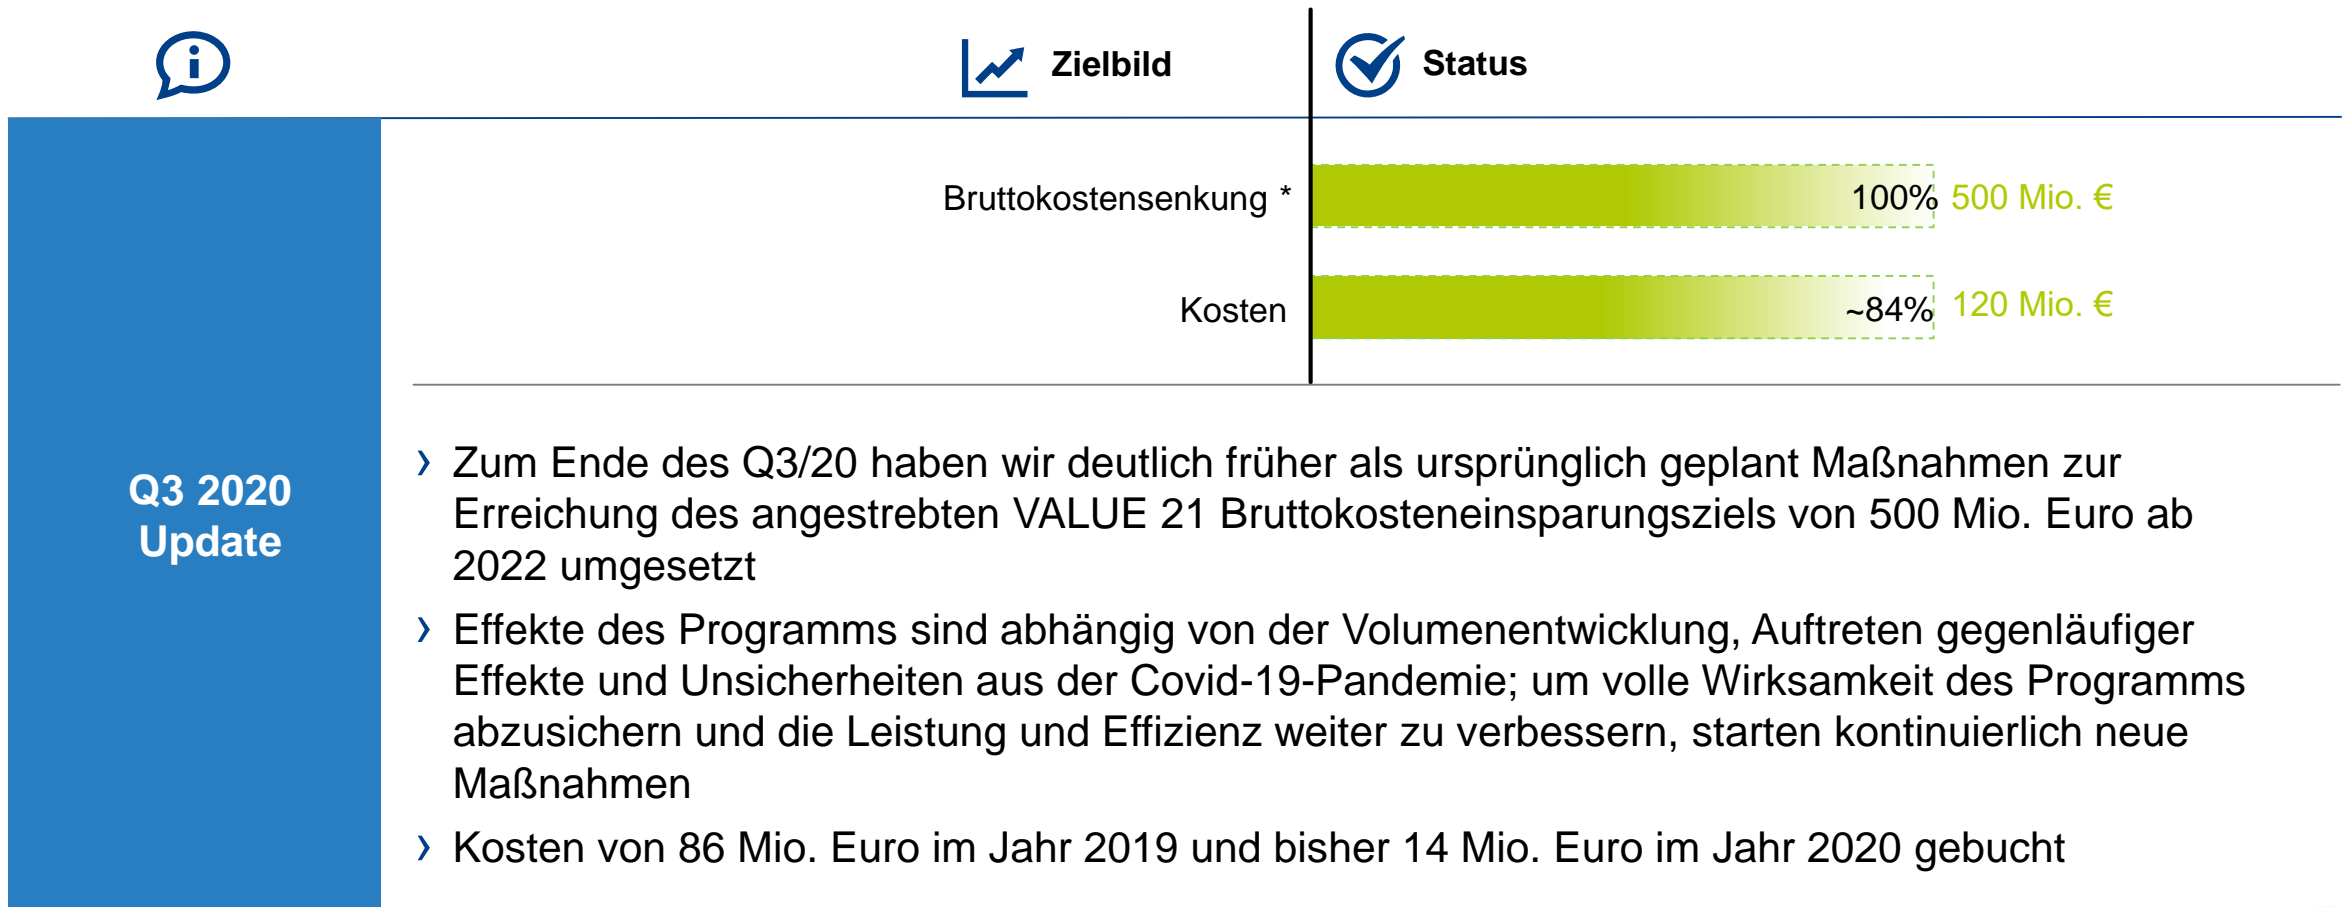 Zielbild
Status
Bruttokostensenkung *
100%
500 Mio. €
Kosten
~84%
120 Mio. €
Q3 2020
Update
› Zum Ende des Q3/20 haben wir deutlich früher als ursprünglich geplant Maßnahmen zur
Erreichung des angestrebten VALUE 21 Bruttokosteneinsparungsziels von 500 Mio. Euro ab
2022 umgesetzt
› Effekte des Programms sind abhängig von der Volumenentwicklung, Auftreten gegenläufiger
Effekte und Unsicherheiten aus der Covid-19-Pandemie; um volle Wirksamkeit des Programms
abzusichern und die Leistung und Effizienz weiter zu verbessern, starten kontinuierlich neue
Maßnahmen
› Kosten von 86 Mio. Euro im Jahr 2019 und bisher 14 Mio. Euro im Jahr 2020 gebucht